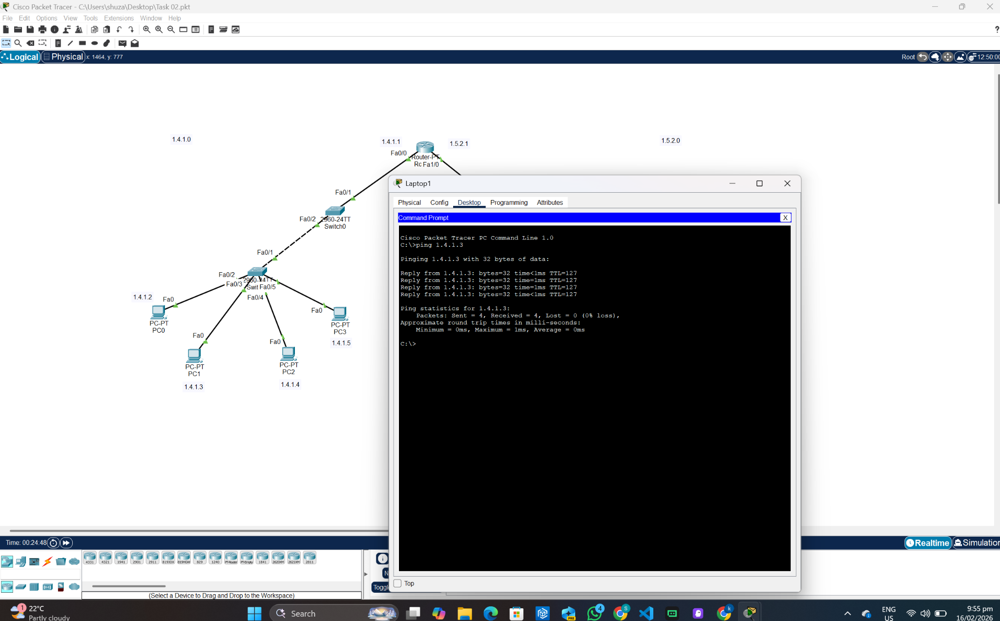 Cisco Packet Tracer - C:\Users\shuza\Desktop\Task 02.pkt
File Edit Options View Tools Extensions Window Help
Logical Physical x: 1464, y: 777 Root 12:50:00
1.4.1.0
1.4.1.1
1.5.2.1
1.5.2.0
Fa0/0
Router-PT
Fa1/0
Fa0/1
Fa0/2
2960-24TT
Switch0
Fa0/1
Fa0/2
Fa0/3
2960-24TT
Swit
Fa0/5
Fa0/4
1.4.1.2
Fa0
PC-PT
PC0
Fa0
PC-PT
PC1
1.4.1.3
Fa0
PC-PT
PC2
1.4.1.4
Fa0
PC-PT
PC3
1.4.1.5
Laptop1
Physical Config Desktop Programming Attributes
Command Prompt
X
Cisco Packet Tracer PC Command Line 1.0
C:\>ping 1.4.1.3
Pinging 1.4.1.3 with 32 bytes of data:
Reply from 1.4.1.3: bytes=32 time<1ms TTL=127
Reply from 1.4.1.3: bytes=32 time=1ms TTL=127
Reply from 1.4.1.3: bytes=32 time=1ms TTL=127
Reply from 1.4.1.3: bytes=32 time<1ms TTL=127
Ping statistics for 1.4.1.3:
Packets: Sent = 4, Received = 4, Lost = 0 (0% loss),
Approximate round trip times in milli-seconds:
Minimum = 0ms, Maximum = 1ms, Average = 0ms
C:\>
Top
Time: 00:24:48
Realtime Simulation
4331 4321 1941 2901 2911 819IOX 819HGW 829 1240 PT-Router PT-Empty 1841 2620XM 2621XM 2811
Toggl
(Select a Device to Drag and Drop to the Workspace)
1
22°C
Partly cloudy
Search
PRE
4
S
k
ENG
US
9:55 pm
16/02/2026